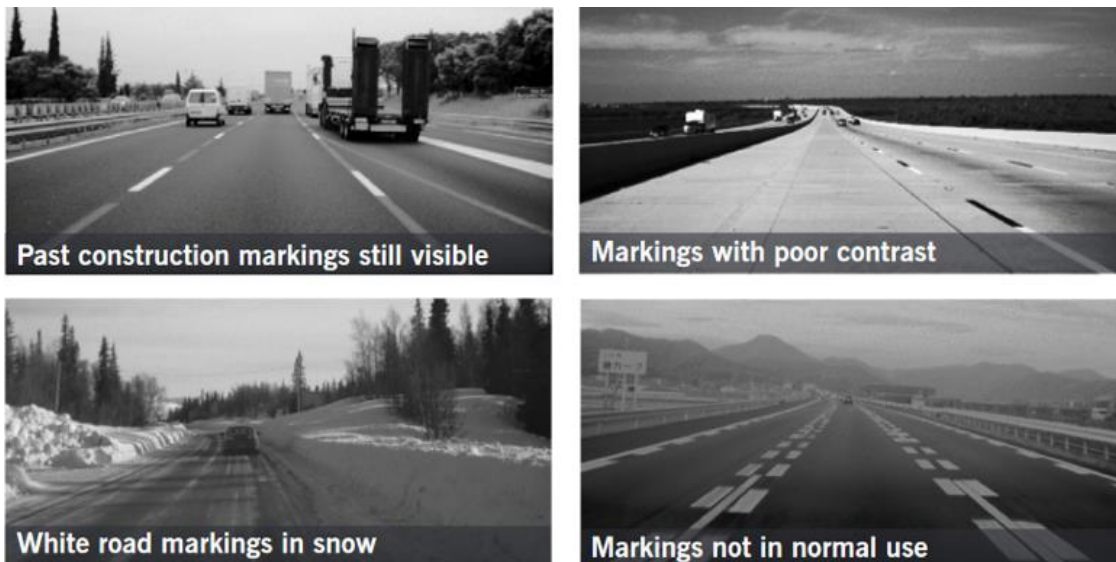 Past construction markings still visible
Markings with poor contrast
White road markings in snow
Markings not in normal use